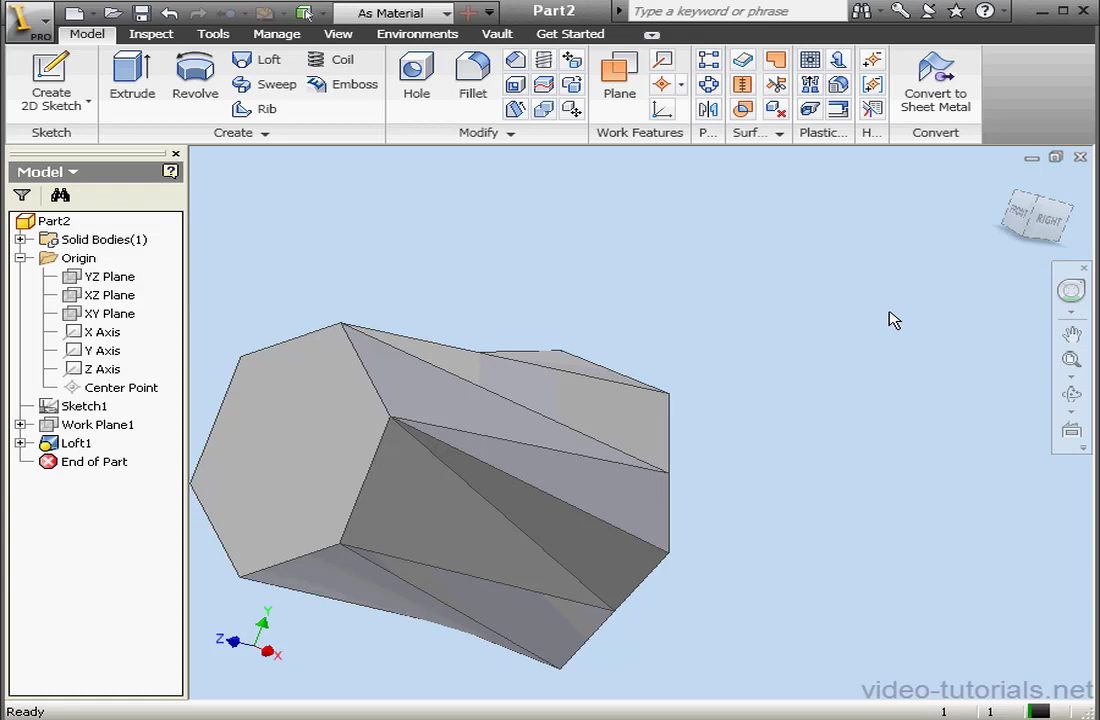 As Material
Part2
Type a keyword or phrase
PRO
Model
Inspect
Tools
Manage
View
Environments
Vault
Get Started
Create
2D Sketch
Extrude
Revolve
Loft
Sweep
Rib
Coil
Emboss
Hole
Fillet
Plane
Convert to
Sheet Metal
Sketch
Create
Modify
Work Features
P...
Surf...
Plastic...
H...
Convert
Model
Part2
Solid Bodies(1)
Origin
YZ Plane
XZ Plane
XY Plane
X Axis
Y Axis
Z Axis
Center Point
Sketch1
Work Plane1
Loft1
End of Part
FRONT
RIGHT
Y
Z
X
video-tutorials.net
Ready
1
1